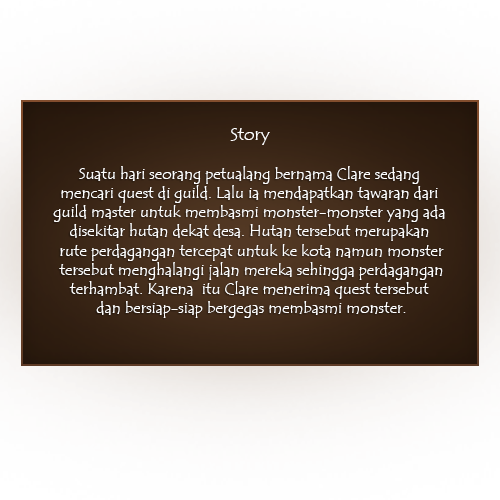 Story
Suatu hari seorang petualang bernama Clare sedang
mencari quest di guild. Lalu ia mendapatkan tawaran dari
guild master untuk membasmi monster-monster yang ada
disekitar hutan dekat desa. Hutan tersebut merupakan
rute perdagangan tercepat untuk ke kota namun monster
tersebut menghalangi jalan mereka sehingga perdagangan
terhambat. Karena  itu Clare menerima quest tersebut
dan bersiap-siap bergegas membasmi monster.